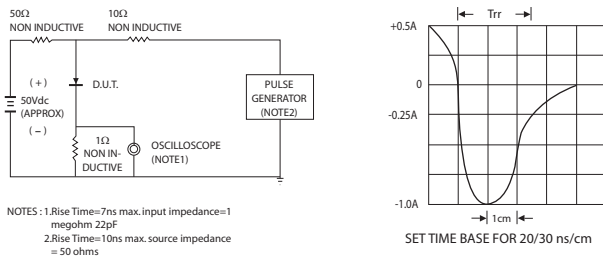 50Ω
NON INDUCTIVE
10Ω
NON INDUCTIVE
(+)
50Vdc
(APPROX)
(−)
D.U.T.
1Ω
NON IN-
DUCTIVE
OSCILLOSCOPE
(NOTE1)
PULSE
GENERATOR
(NOTE2)
NOTES : 1.Rise Time=7ns max. input impedance=1
megohm 22pF
2.Rise Time=10ns max. source impedance
= 50 ohms
Trr
+0.5A
0
-0.25A
-1.0A
1cm
SET TIME BASE FOR 20/30 ns/cm